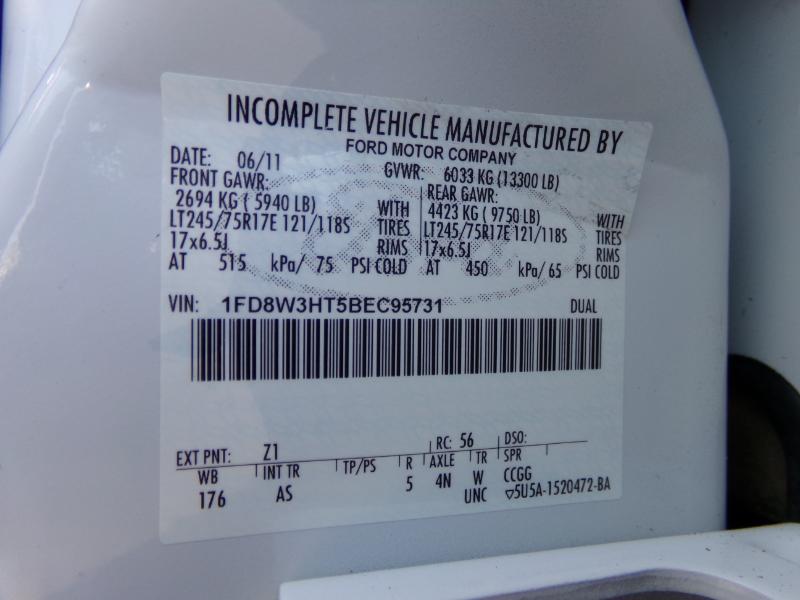 INCOMPLETE VEHICLE MANUFACTURED BY
FORD MOTOR COMPANY
DATE: 06/11 GVWR: 6033 KG (13300 LB)
FRONT GAWR: REAR GAWR:
2694 KG ( 5940 LB) WITH 4423 KG ( 9750 LB) WITH
LT245/75R17E 121/118S TIRES LT245/75R17E 121/118S TIRES
17x6.5J RIMS 17x6.5J RIMS
AT 515 kPa/ 75 PSI COLD AT 450 kPa/ 65 PSI COLD
VIN: 1FD8W3HT5BEC95731 DUAL
EXT PNT: Z1 RC: 56 DSO:
WB INT TR TP/PS R AXLE TR SPR
176 AS 5 4N W CCGG
UNC ▽5U5A-1520472-BA